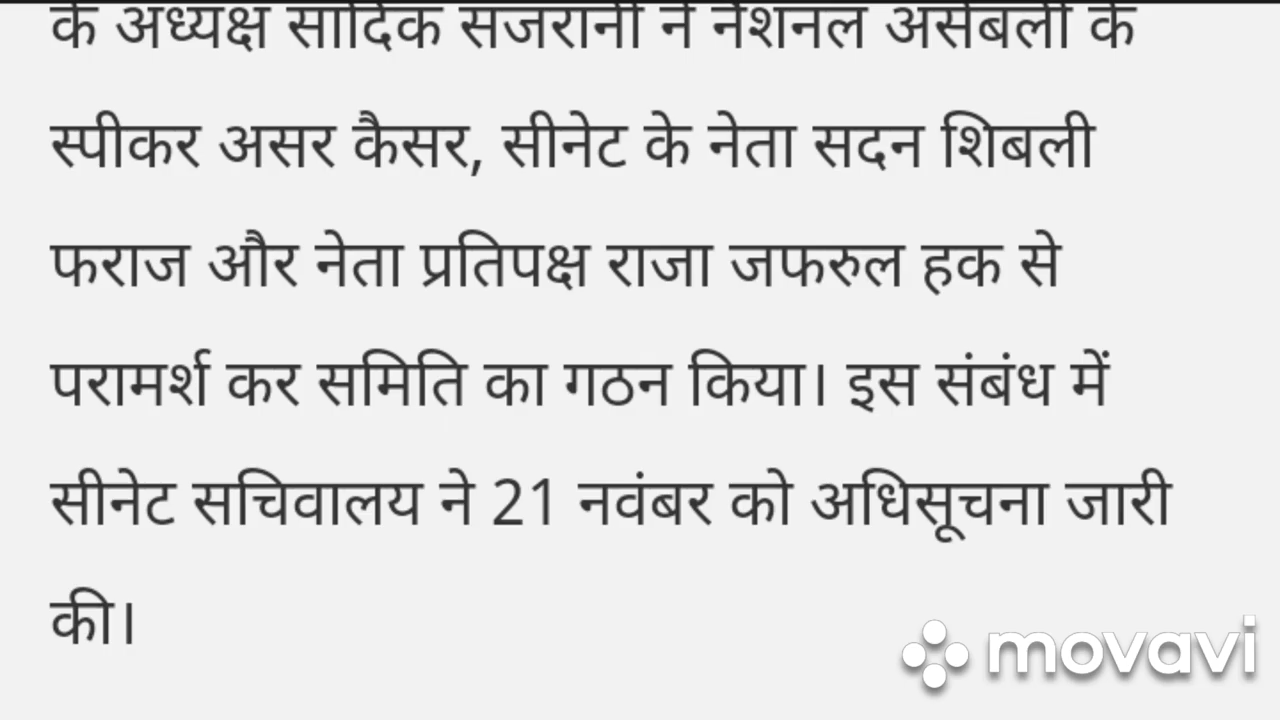 के अध्यक्ष सादिक संजरानी ने नेशनल असेंबली के
स्पीकर असर कैसर, सीनेट के नेता सदन शिबली
फराज और नेता प्रतिपक्ष राजा जफरुल हक से
परामर्श कर समिति का गठन किया। इस संबंध में
सीनेट सचिवालय ने 21 नवंबर को अधिसूचना जारी
की।
movavi